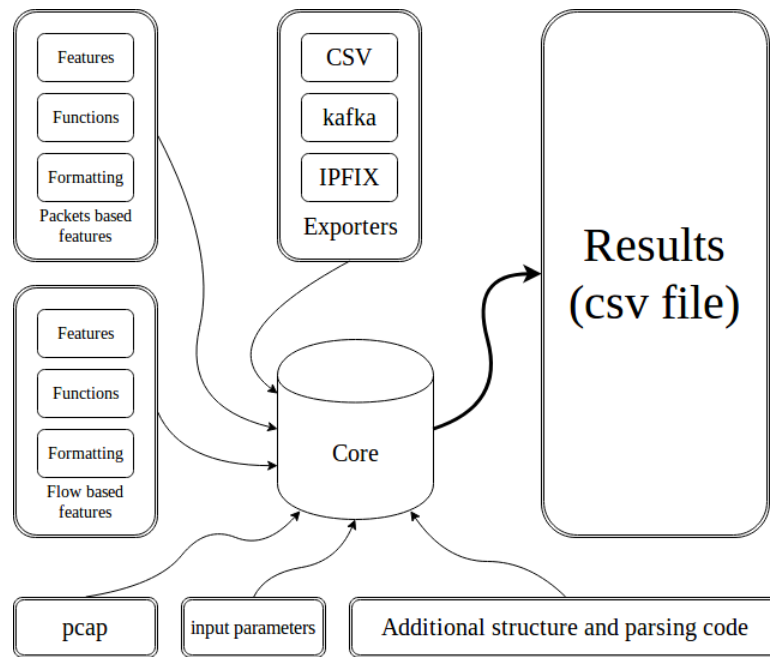 Features
Functions
Formatting
Packets based
features
CSV
kafka
IPFIX
Exporters
Results
(csv file)
Features
Functions
Formatting
Flow based
features
Core
pcap
input parameters
Additional structure and parsing code